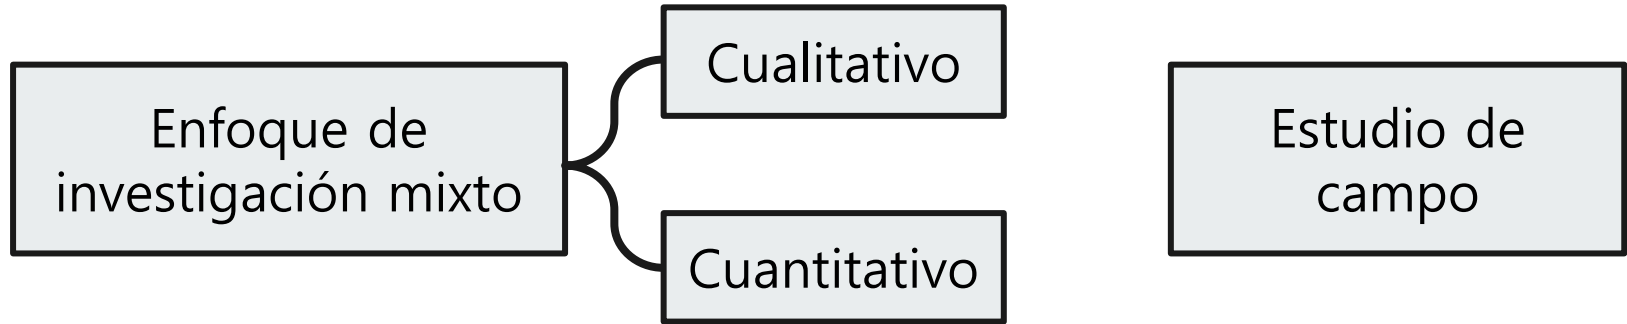 Enfoque de
investigación mixto
Cualitativo
Cuantitativo
Estudio de
campo